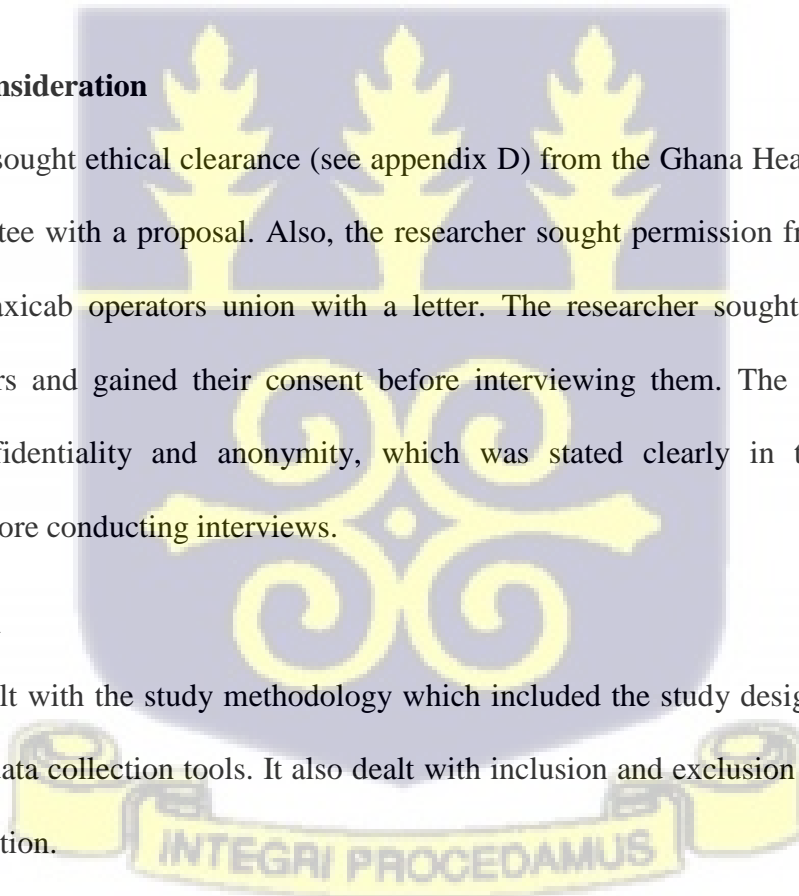 nsideration
sought ethical clearance (see appendix D) from the Ghana Hea
tee with a proposal. Also, the researcher sought permission fr
axicab operators union with a letter. The researcher sought
rs and gained their consent before interviewing them. The
fidentiality and anonymity, which was stated clearly in t
ore conducting interviews.
lt with the study methodology which included the study desig
data collection tools. It also dealt with inclusion and exclusion
tion.
INTEGRI PROCEDAMUS